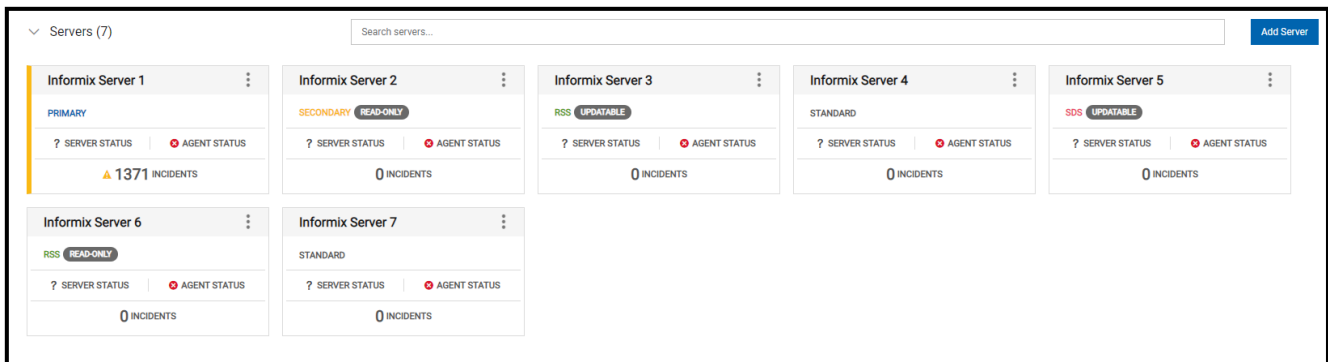 Servers (7)
Search servers...
Add Server
Informix Server 1
PRIMARY
? SERVER STATUS
AGENT STATUS
1371 INCIDENTS
Informix Server 2
SECONDARY READ-ONLY
? SERVER STATUS
AGENT STATUS
0 INCIDENTS
Informix Server 3
RSS UPDATABLE
? SERVER STATUS
AGENT STATUS
0 INCIDENTS
Informix Server 4
STANDARD
? SERVER STATUS
AGENT STATUS
0 INCIDENTS
Informix Server 5
SDS UPDATABLE
? SERVER STATUS
AGENT STATUS
0 INCIDENTS
Informix Server 6
RSS READ-ONLY
? SERVER STATUS
AGENT STATUS
0 INCIDENTS
Informix Server 7
STANDARD
? SERVER STATUS
AGENT STATUS
0 INCIDENTS